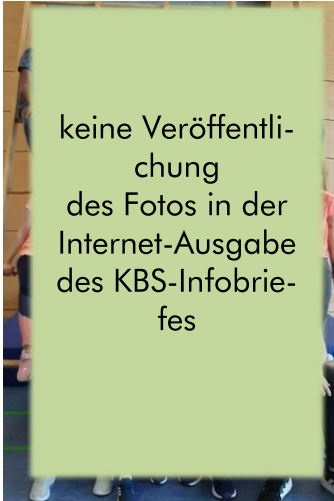 keine Veröffentli-
chung
des Fotos in der
Internet-Ausgabe
des KBS-Infobrie-
fes